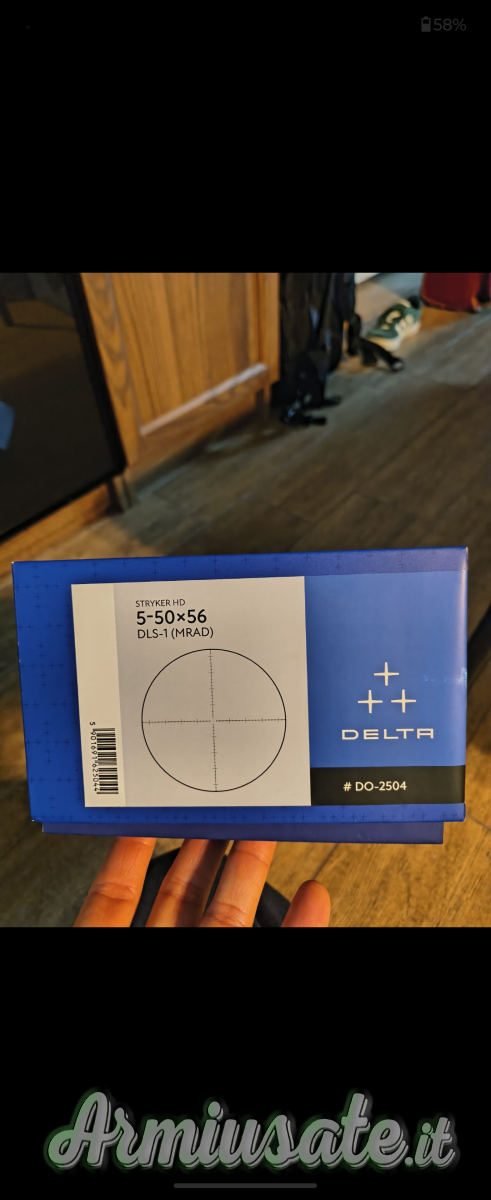 58%
STRYKER HD
5-50×56
DLS-1 (MRAD)
DELTA
# DO-2504
Armiusate.it